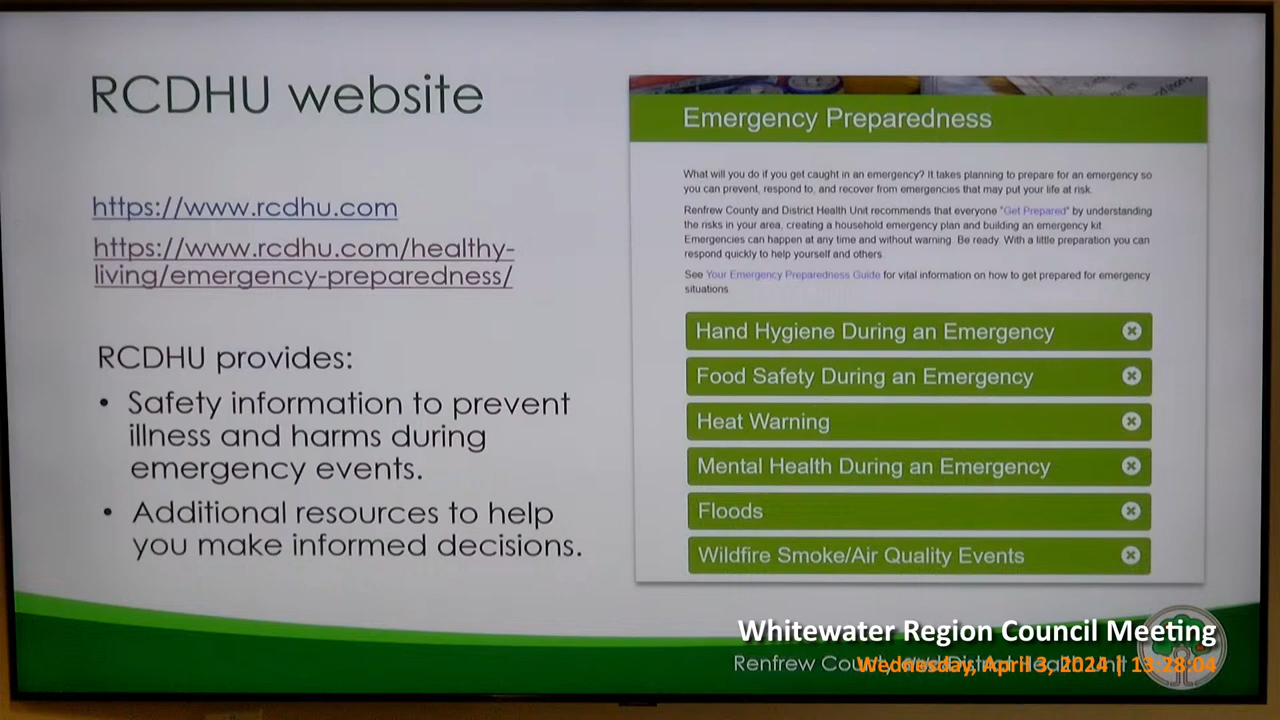 RCDHU website
https://www.rcdhu.com
https://www.rcdhu.com/healthy-
living/emergency-preparedness/
RCDHU provides:
• Safety information to prevent
illness and harms during
emergency events.
• Additional resources to help
you make informed decisions.
Emergency Preparedness
What will you do if you get caught in an emergency? It takes planning to prepare for an emergency so
you can prevent, respond to, and recover from emergencies that may put your life at risk.
Renfrew County and District Health Unit recommends that everyone "Get Prepared" by understanding
the risks in your area, creating a household emergency plan and building an emergency kit.
Emergencies can happen at any time and without warning. Be ready. With a little preparation you can
respond quickly to help yourself and others.
See Your Emergency Preparedness Guide for vital information on how to get prepared for emergency
situations.
Hand Hygiene During an Emergency
Food Safety During an Emergency
Heat Warning
Mental Health During an Emergency
Floods
Wildfire Smoke/Air Quality Events
Whitewater Region Council Meeting
Renfrew County and District Health Unit
Wednesday, April 3, 2024 | 13:28:04